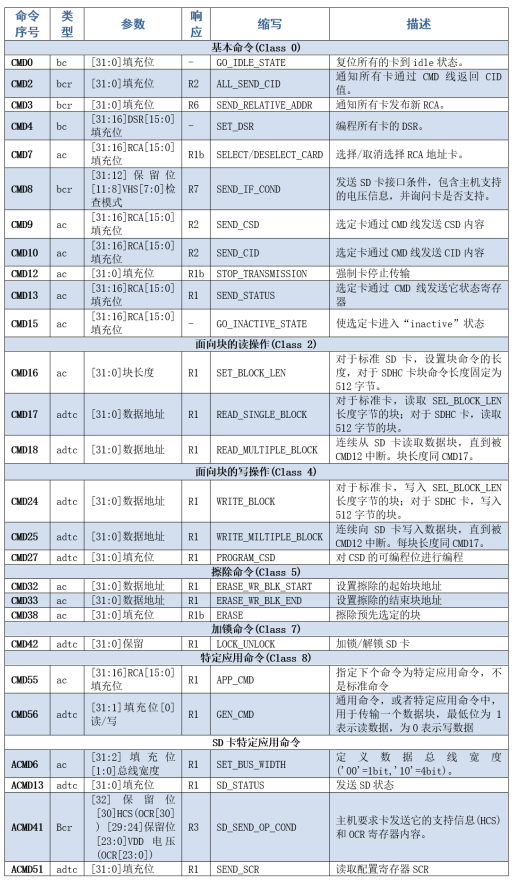 命令 类 参数 响 缩写 描述
序号 型 应
基本命令(Class 0)
CMD0 bc [31:0]填充位 - GO_IDLE_STATE 复位所有的卡到 idle 状态。
CMD2 bcr [31:0]填充位 R2 ALL_SEND_CID 通知所有卡通过 CMD 线返回 CID
值。
CMD3 bcr [31:0]填充位 R6 SEND_RELATIVE_ADDR 通知所有卡发布新 RCA。
CMD4 bc [31:16]DSR[15:0] - SET_DSR 编程所有卡的 DSR。
填充位
CMD7 ac [31:16]RCA[15:0] R1b SELECT/DESELECT_CARD 选择/取消选择 RCA 地址卡。
填充位
CMD8 bcr [31:12]保留位 R7 SEND_IF_COND 发送 SD 卡接口条件，包含主机支持
[11:8]VHS[7:0]检 的电压信息，并询问卡是否支持。
查模式
CMD9 ac [31:16]RCA[15:0] R2 SEND_CSD 选定卡通过 CMD 线发送 CSD 内容
填充位
CMD10 ac [31:16]RCA[15:0] R2 SEND_CID 选定卡通过 CMD 线发送 CID 内容
填充位
CMD12 ac [31:0]填充位 R1b STOP_TRANSMISSION 强制卡停止传输
CMD13 ac [31:16]RCA[15:0] R1 SEND_STATUS 选定卡通过 CMD 线发送它状态寄存
填充位 器
CMD15 ac [31:16]RCA[15:0] - GO_INACTIVE_STATE 使选定卡进入“inactive”状态
填充位
面向块的读操作(Class 2)
CMD16 ac [31:0]块长度 R1 SET_BLOCK_LEN 对于标准 SD 卡，设置块命令的长
度，对于 SDHC 卡块命令长度固定为
512 字节。
CMD17 adtc [31:0]数据地址 R1 READ_SINGLE_BLOCK 对于标准卡，读取 SEL_BLOCK_LEN
长度字节的块；对于 SDHC 卡，读取
512 字节的块。
CMD18 adtc [31:0]数据地址 R1 READ_MULTIPLE_BLOCK 连续从 SD 卡读取数据块，直到被
CMD12 中断。块长度同 CMD17。
面向块的写操作(Class 4)
CMD24 adtc [31:0]数据地址 R1 WRITE_BLOCK 对于标准卡，写入 SEL_BLOCK_LEN
长度字节的块；对于 SDHC 卡，写入
512 字节的块。
CMD25 adtc [31:0]数据地址 R1 WRITE_MILTIPLE_BLOCK 连续向 SD 卡写入数据块，直到被
CMD12 中断。每块长度同 CMD17。
CMD27 adtc [31:0]填充位 R1 PROGRAM_CSD 对 CSD 的可编程位进行编程
擦除命令(Class 5)
CMD32 ac [31:0]数据地址 R1 ERASE_WR_BLK_START 设置擦除的起始块地址
CMD33 ac [31:0]数据地址 R1 ERASE_WR_BLK_END 设置擦除的结束块地址
CMD38 ac [31:0]填充位 R1b ERASE 擦除预先选定的块
加锁命令(Class 7)
CMD42 adtc [31:0]保留 R1 LOCK_UNLOCK 加锁/解锁 SD 卡
特定应用命令(Class 8)
CMD55 ac [31:16]RCA[15:0] R1 APP_CMD 指定下个命令为特定应用命令，不
填充位 是标准命令
CMD56 adtc [31:1]填充位[0] R1 GEN_CMD 通用命令，或者特定应用命令中，
读/写 用于传输一个数据块，最低位为 1
表示读数据，为 0 表示写数据
SD 卡特定应用命令
ACMD6 ac [31:2]填充位 R1 SET_BUS_WIDTH 定义数据总线宽度
[1:0]总线宽度 ('00'=1bit,'10'=4bit)。
ACMD13 adtc [31:0]填充位 R1 SD_STATUS 发送 SD 状态
ACMD41 Bcr [32]保留位 R3 SD_SEND_OP_COND 主机要求卡发送它的支持信息(HCS)
[30]HCS(OCR[30] 和 OCR 寄存器内容。
)[29:24]保留位
[23:0]VDD 电压
(OCR[23:0])
ACMD51 adtc [31:0]填充位 R1 SEND_SCR 读取配置寄存器 SCR